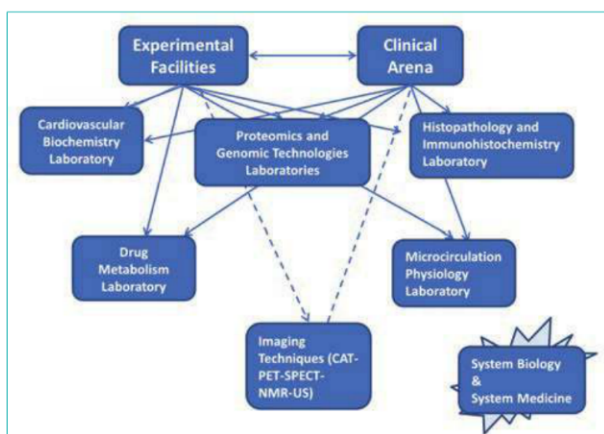 Experimental
Facilities
Clinical
Arena
Cardiovascular
Biochemistry
Laboratory
Proteomics and
Genomic Technologies
Laboratories
Histopathology and
Immunohistochemistry
Laboratory
Drug
Metabolism
Laboratory
Microcirculation
Physiology
Laboratory
Imaging
Techniques (CAT-
PET-SPECT-
NMR-US)
System Biology
&
System Medicine